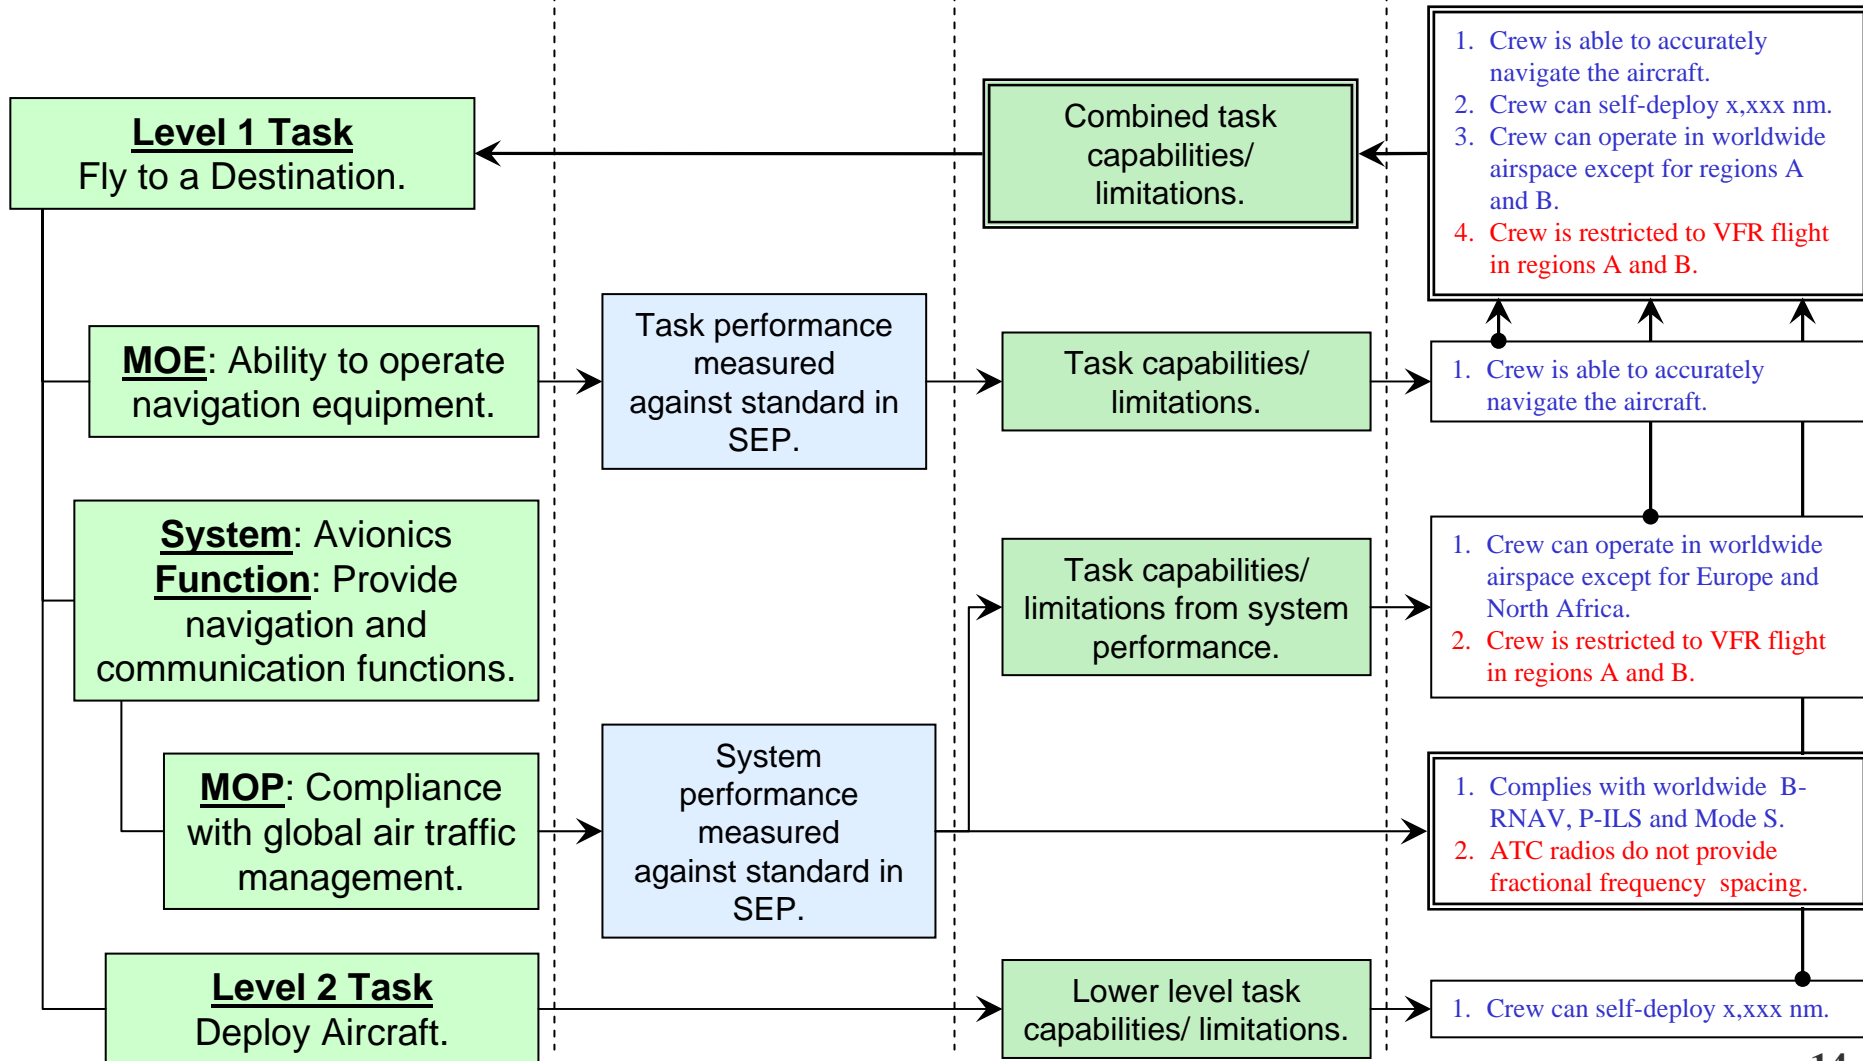 Level 1 Task
Fly to a Destination.
Combined task
capabilities/
limitations.
1. Crew is able to accurately
navigate the aircraft.
2. Crew can self-deploy x,xxx nm.
3. Crew can operate in worldwide
airspace except for regions A
and B.
4. Crew is restricted to VFR flight
in regions A and B.
MOE: Ability to operate
navigation equipment.
Task performance
measured
against standard in
SEP.
Task capabilities/
limitations.
1. Crew is able to accurately
navigate the aircraft.
System: Avionics
Function: Provide
navigation and
communication functions.
Task capabilities/
limitations from system
performance.
1. Crew can operate in worldwide
airspace except for Europe and
North Africa.
2. Crew is restricted to VFR flight
in regions A and B.
MOP: Compliance
with global air traffic
management.
System
performance
measured
against standard in
SEP.
1. Complies with worldwide B-
RNAV, P-ILS and Mode S.
2. ATC radios do not provide
fractional frequency spacing.
Level 2 Task
Deploy Aircraft.
Lower level task
capabilities/ limitations.
1. Crew can self-deploy x,xxx nm.